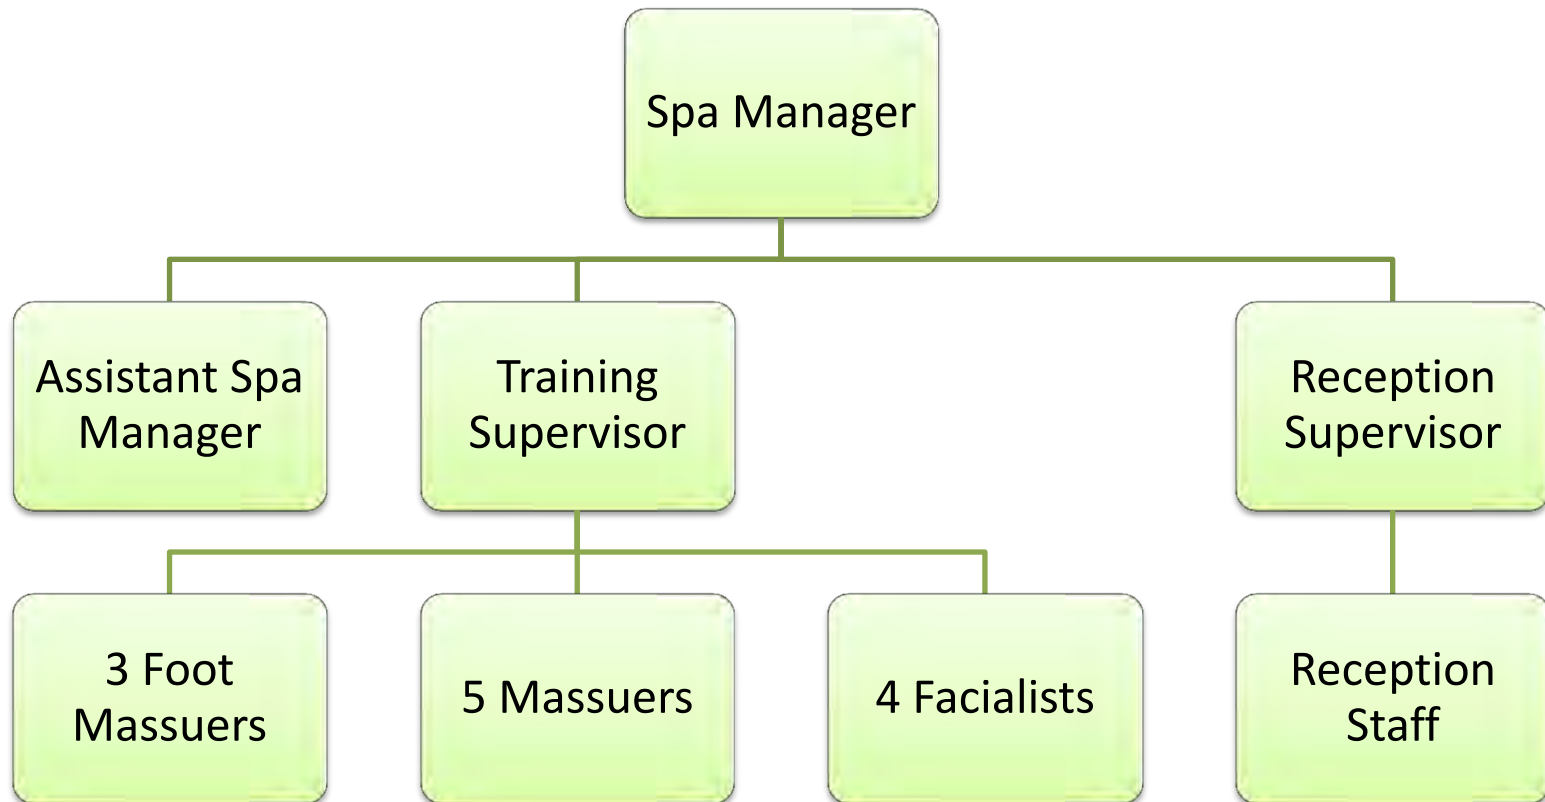 Spa Manager
Assistant Spa
Manager
Training
Supervisor
Reception
Supervisor
3 Foot
Massuers
5 Massuers
4 Facialists
Reception
Staff